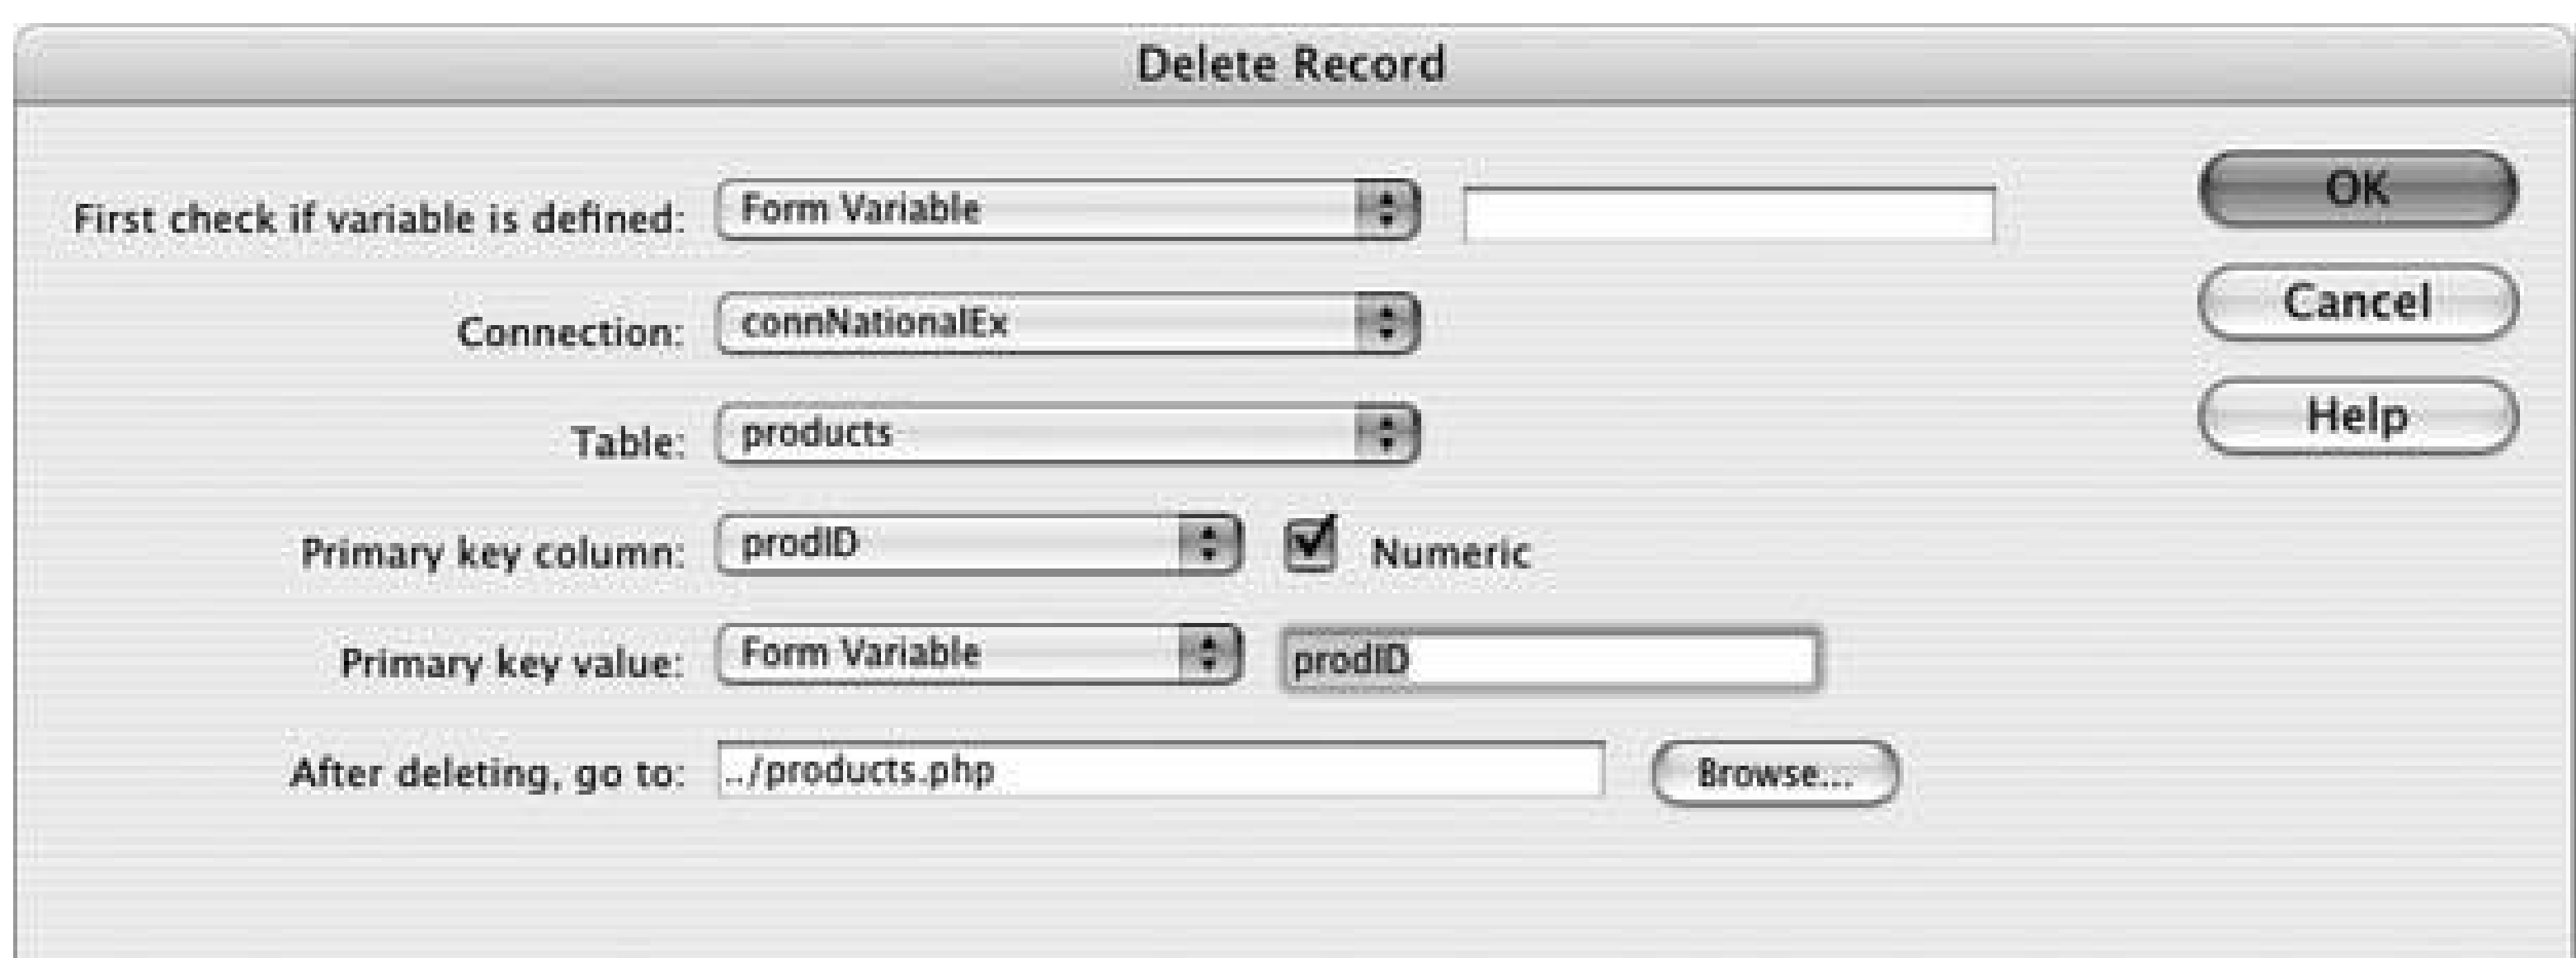 Delete Record
First check if variable is defined: Form Variable OK
Connection: connNationalEx Cancel
Table: products Help
Primary key column: prodID Numeric
Primary key value: Form Variable prodID
After deleting, go to: ../products.php Browse...